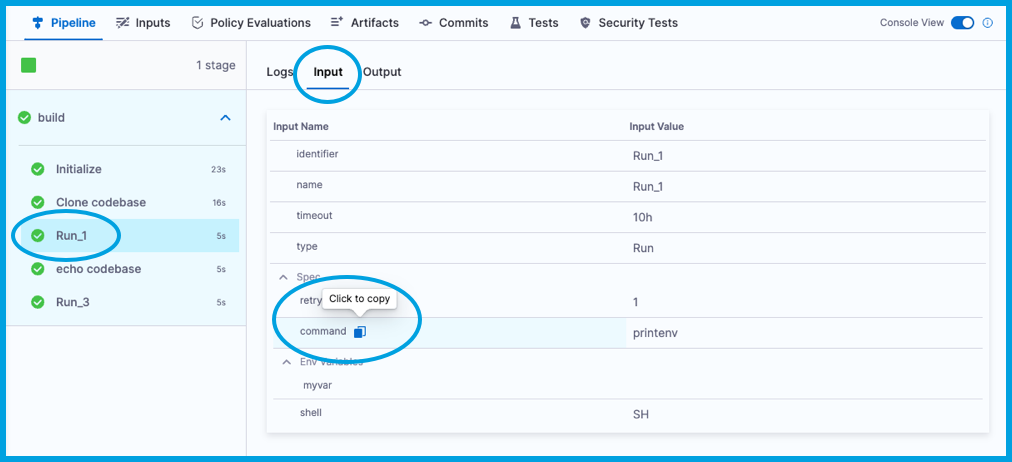 Pipeline Inputs Policy Evaluations Artifacts Commits Tests Security Tests Console View
1 stage
Logs Input Output
build
Input Name Input Value
identifier Run_1
name Run_1
timeout 10h
type Run
Spec
retry 1
Click to copy
command printenv
Env Variables
myvar
shell SH
Initialize 23s
Clone codebase 16s
Run_1 5s
echo codebase 5s
Run_3 5s